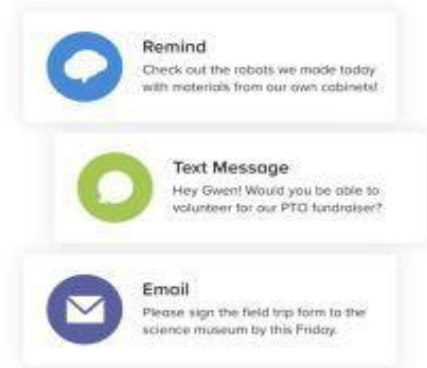 Remind
Check out the robots we made today
with materials from our own cabinets!
Text Message
Hey Gwen! Would you be able to
volunteer for our PTO fundraiser?
Email
Please sign the field trip form to the
science museum by this Friday.